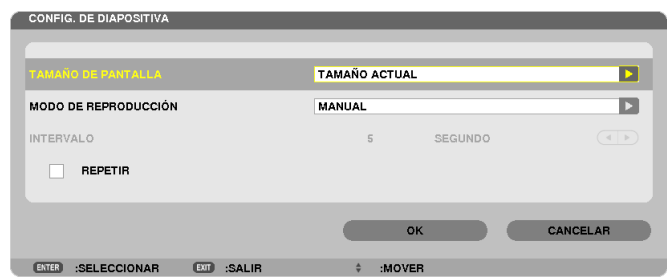 CONFIG. DE DIAPOSITIVA
TAMAÑO DE PANTALLA TAMAÑO ACTUAL
MODO DE REPRODUCCIÓN MANUAL
INTERVALO 5 SEGUNDO
REPETIR
OK CANCELAR
ENTER :SELECCIONAR EXIT :SALIR :MOVER